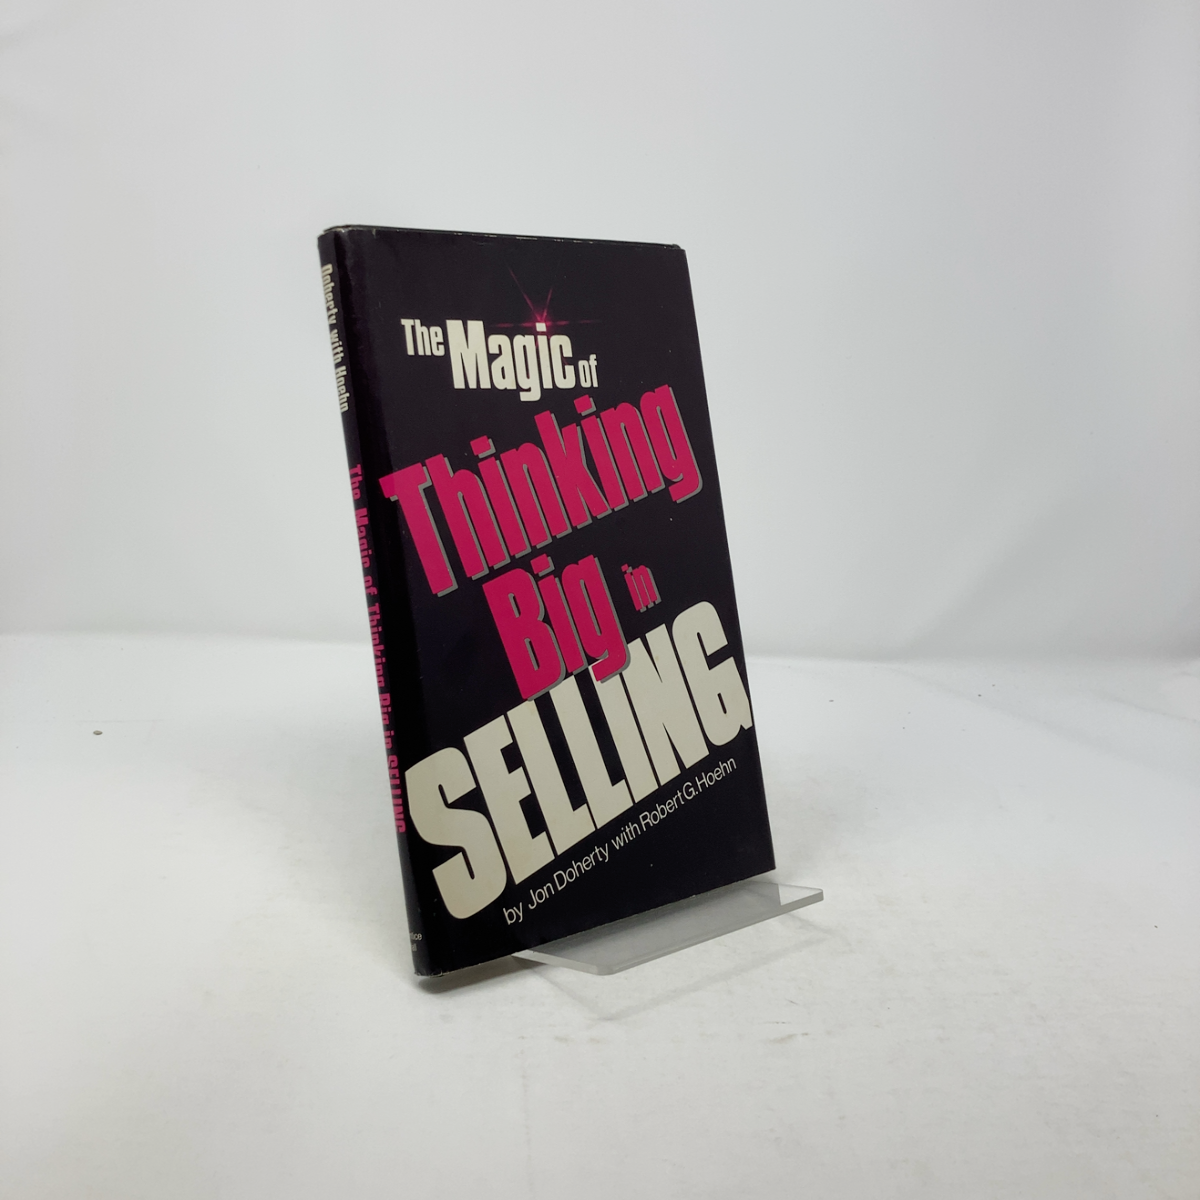 The Magic of
Thinking
Big in
SELLING
by Jon Doherty with Robert G. Hoehn
Doherty with Hoehn
The Magic of Thinking Big in SELLING